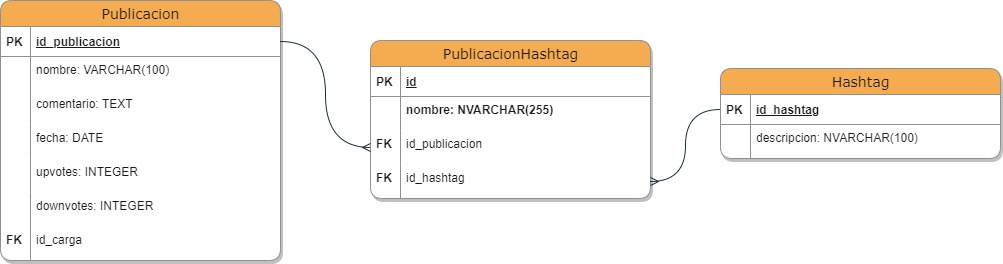 Publicacion
PK id_publicacion
nombre: VARCHAR(100)
comentario: TEXT
fecha: DATE
upvotes: INTEGER
downvotes: INTEGER
FK id_carga
PublicacionHashtag
PK id
nombre: NVARCHAR(255)
FK id_publicacion
FK id_hashtag
Hashtag
PK id_hashtag
descripcion: NVARCHAR(100)